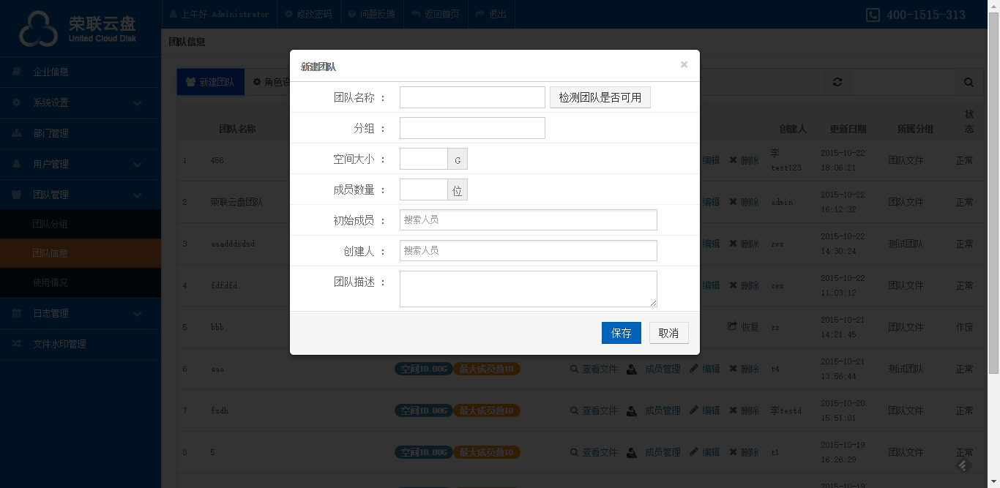 荣联云盘
United Cloud Disk
上午好 Administrator
修改密码
问题反馈
返回首页
退出
400-1515-313
企业信息
系统设置
部门管理
用户管理
团队管理
团队分组
团队信息
使用情况
日志管理
文件水印管理
团队信息
新建团队
角色设
新建团队
×
团队名称 ：
检测团队是否可用
分组 ：
空间大小 ：
G
成员数量 ：
位
初始成员 ：
搜索人员
创建人 ：
搜索人员
团队描述 ：
保存
取消
团队名称 创建人 更新日期 所属分组 状态
1 456 编辑 删除 李test123 2015-10-22 18:06:21 团队文件 正常
2 荣联云盘团队 编辑 删除 admin 2015-10-22 16:12:32 团队文件 正常
3 aaadddsdsd 编辑 删除 zwx 2015-10-22 14:30:24 测试团队 正常
4 fdfdfd 编辑 删除 zwx 2015-10-22 11:03:12 团队文件 正常
5 bbb 恢复 zz 2015-10-21 14:21:45 团队文件 作废
6 aaa 空间10.00G 最大成员数10 查看文件 成员管理 编辑 删除 t4 2015-10-21 13:56:44 测试团队 正常
7 fsdh 空间10.00G 最大成员数10 查看文件 成员管理 编辑 删除 李testd 2015-10-20 15:51:01 团队文件 正常
8 5 空间10.00G 最大成员数10 查看文件 成员管理 编辑 删除 t1 2015-10-19 16:26:29 团队文件 正常
2015-10-19